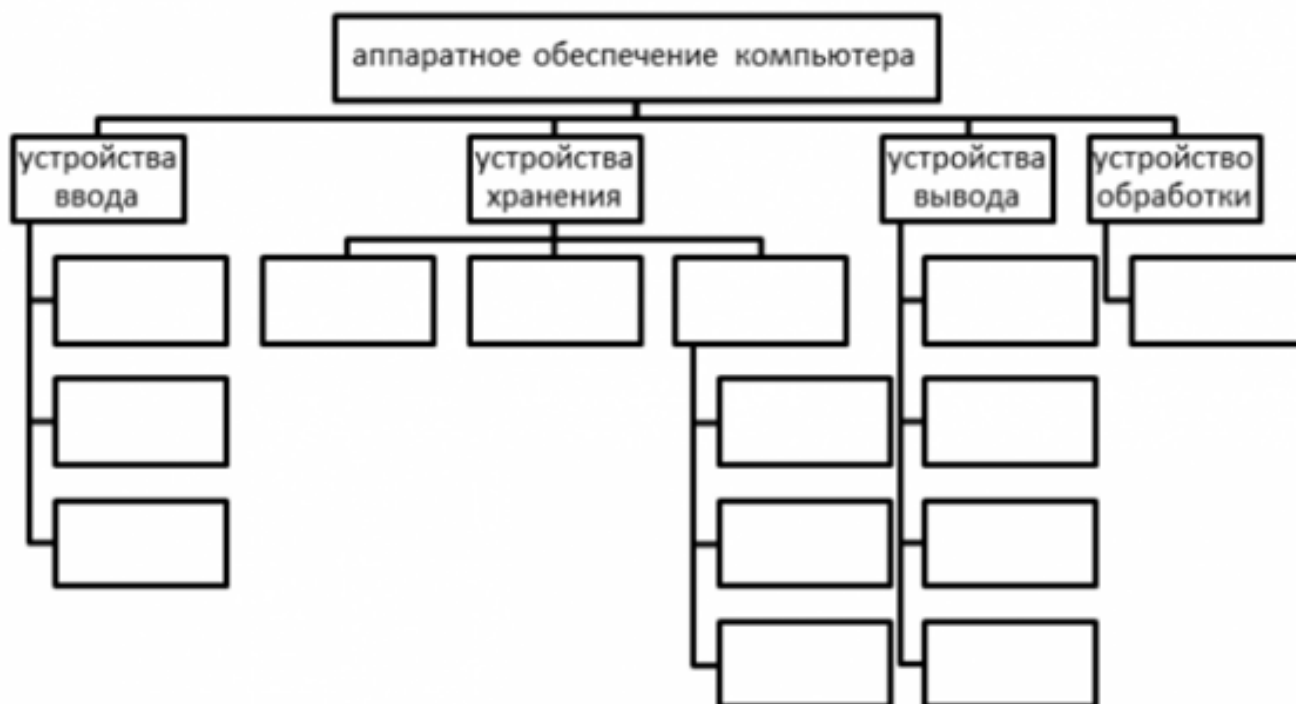 аппаратное обеспечение компьютера
устройства
ввода
устройства
хранения
устройства
вывода
устройство
обработки